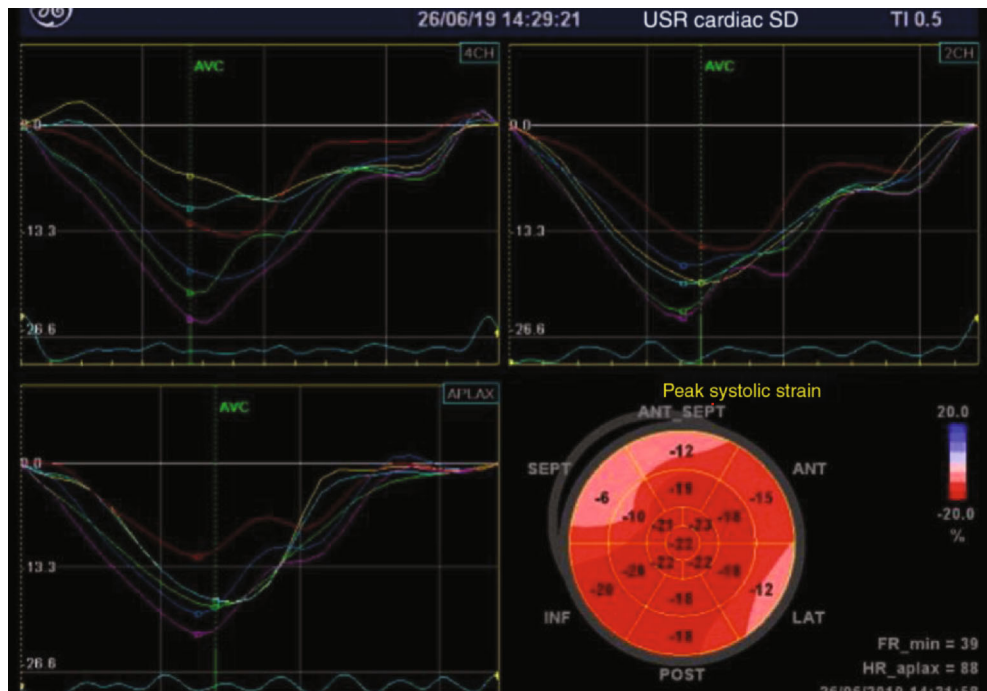 26/06/19 14:29:21 USR cardiac SD TI 0.5
4CH
AVC
0.0
-13.3
-26.6
2CH
AVC
0.0
-13.3
-26.6
APLAX
AVC
0.0
-13.3
-26.6
Peak systolic strain
ANT_SEPT
SEPT
ANT
INF
LAT
POST
-12
-6
-15
-19
-10
-18
-21
-23
-22
-22
-22
-20
-12
-18
-18
20.0
-20.0
%
FR_min = 39
HR_aplax = 88